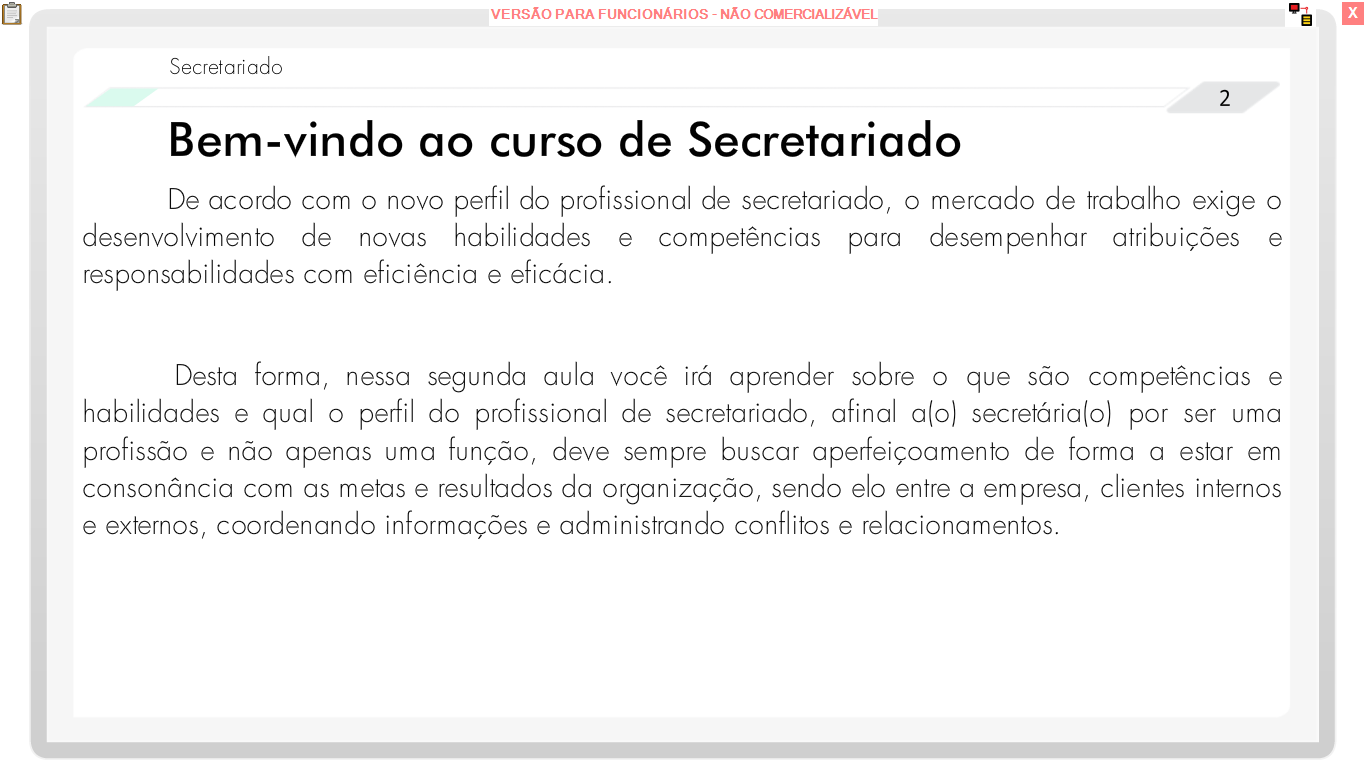 VERSÃO PARA FUNCIONÁRIOS - NÃO COMERCIALIZÁVEL
X
Secretariado
2
Bem-vindo ao curso de Secretariado
De acordo com o novo perfil do profissional de secretariado, o mercado de trabalho exige o
desenvolvimento de novas habilidades e competências para desempenhar atribuições e
responsabilidades com eficiência e eficácia.
Desta forma, nessa segunda aula você irá aprender sobre o que são competências e
habilidades e qual o perfil do profissional de secretariado, afinal a(o) secretária(o) por ser uma
profissão e não apenas uma função, deve sempre buscar aperfeiçoamento de forma a estar em
consonância com as metas e resultados da organização, sendo elo entre a empresa, clientes internos
e externos, coordenando informações e administrando conflitos e relacionamentos.